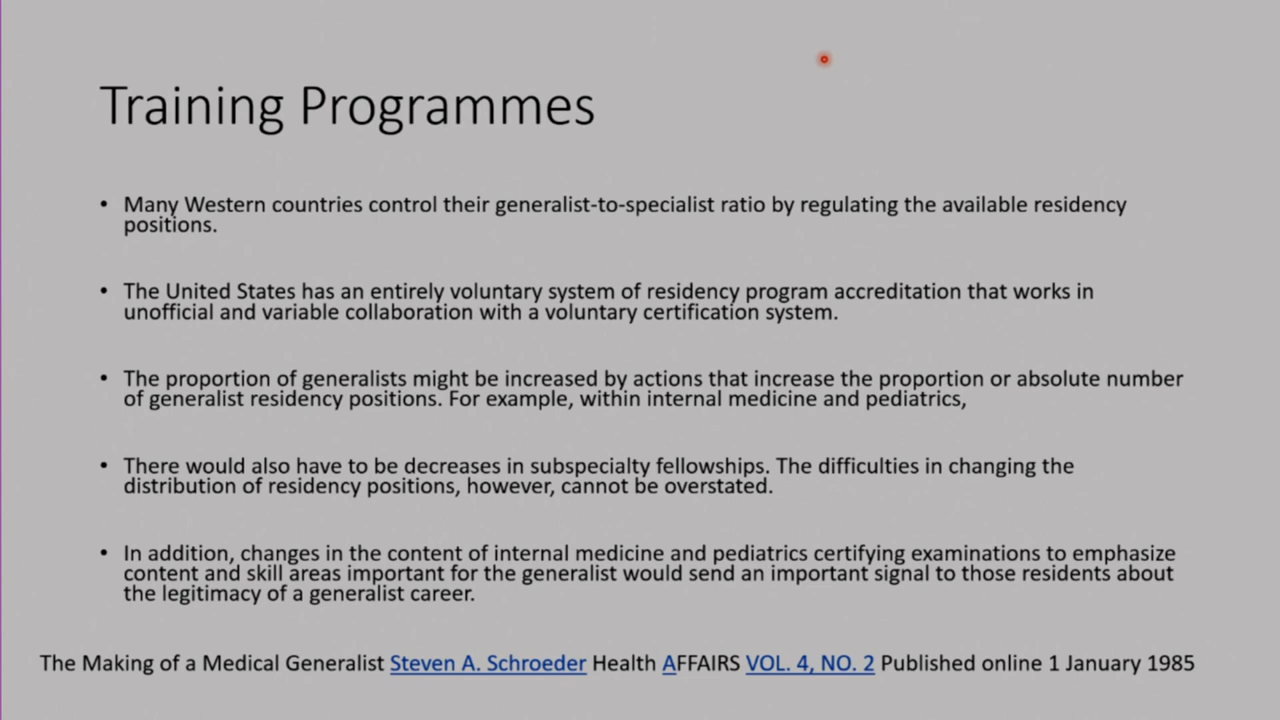 Training Programmes
• Many Western countries control their generalist-to-specialist ratio by regulating the available residency
positions.
• The United States has an entirely voluntary system of residency program accreditation that works in
unofficial and variable collaboration with a voluntary certification system.
• The proportion of generalists might be increased by actions that increase the proportion or absolute number
of generalist residency positions. For example, within internal medicine and pediatrics,
• There would also have to be decreases in subspecialty fellowships. The difficulties in changing the
distribution of residency positions, however, cannot be overstated.
• In addition, changes in the content of internal medicine and pediatrics certifying examinations to emphasize
content and skill areas important for the generalist would send an important signal to those residents about
the legitimacy of a generalist career.
The Making of a Medical Generalist Steven A. Schroeder Health AFFAIRS VOL. 4, NO. 2 Published online 1 January 1985